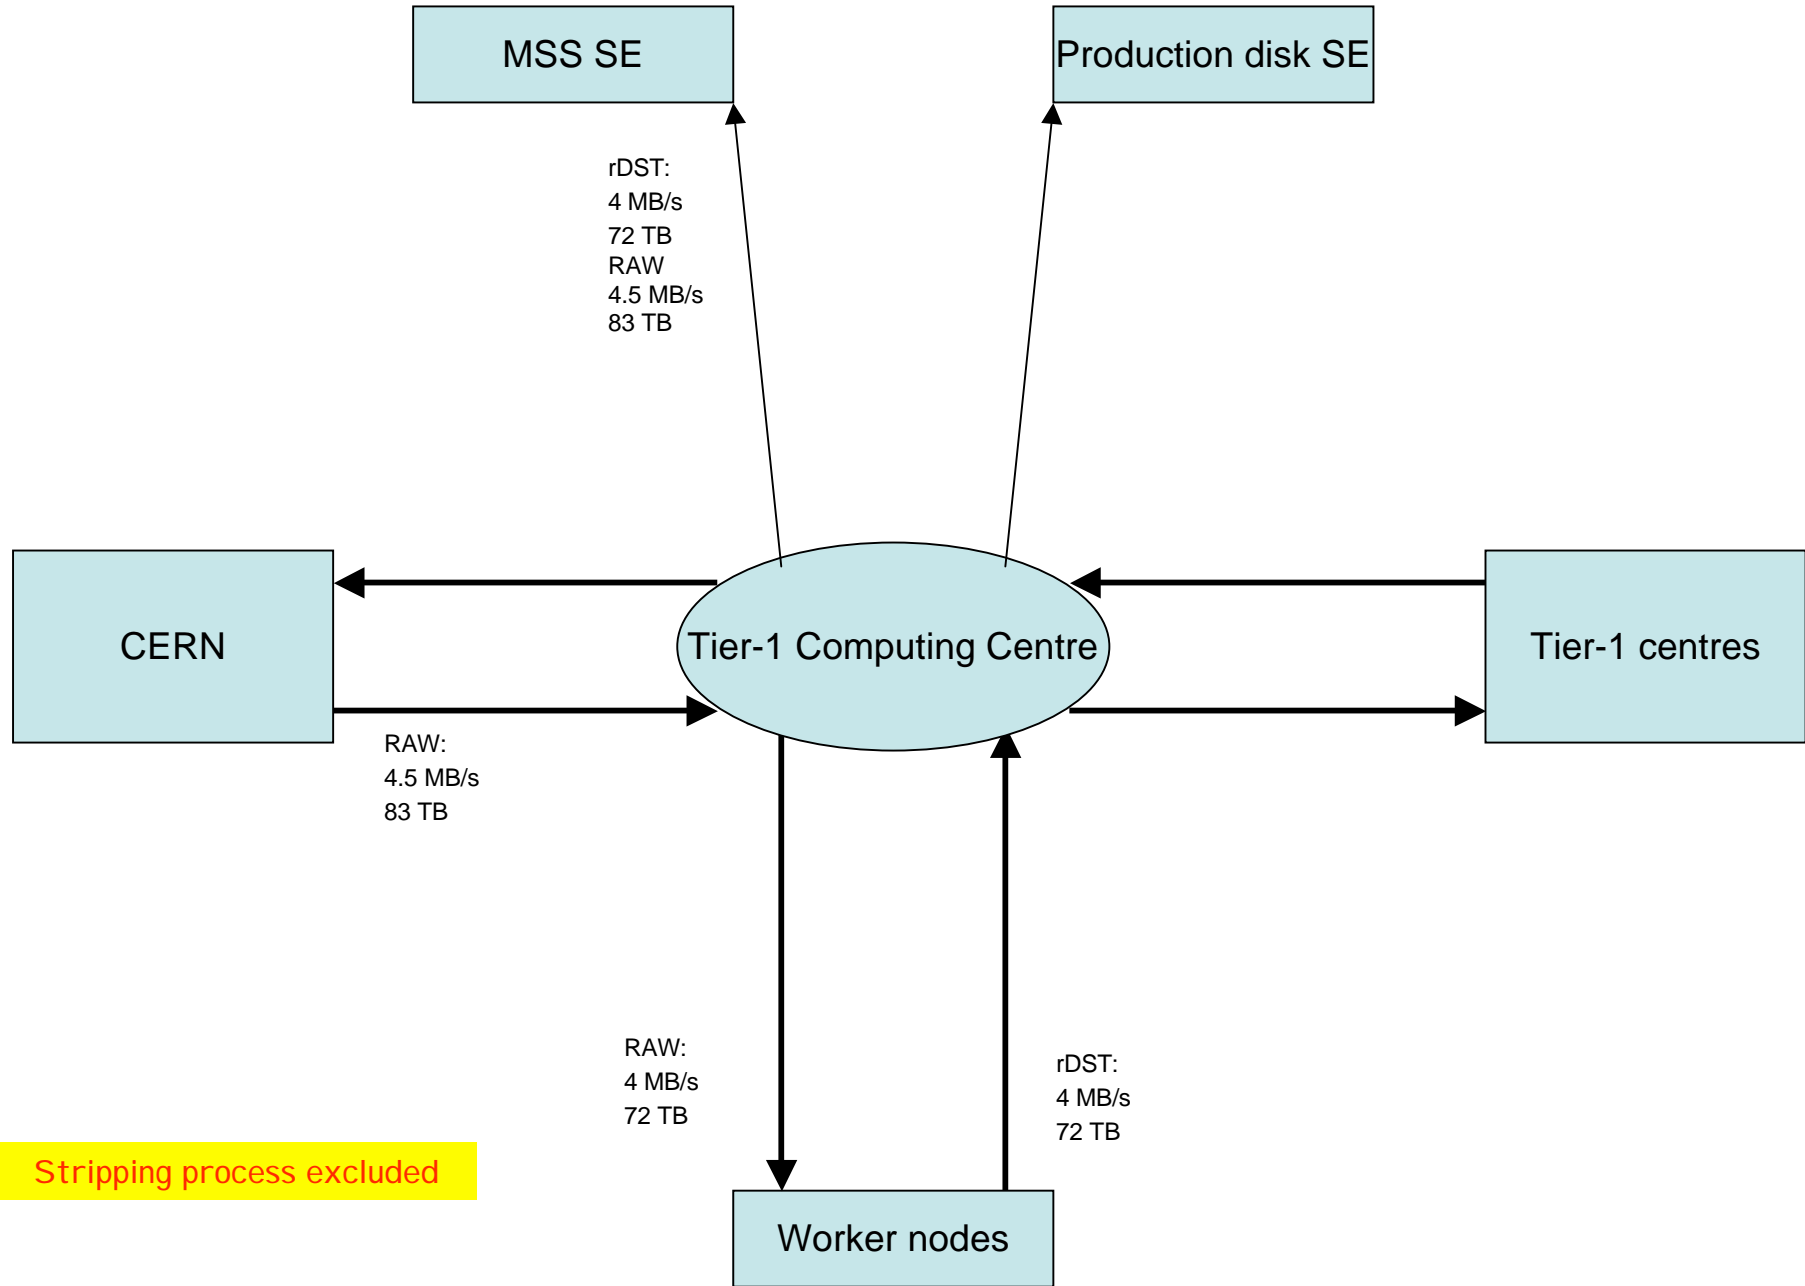 MSS SE
Production disk SE
rDST:
4 MB/s
72 TB
RAW
4.5 MB/s
83 TB
CERN
Tier-1 Computing Centre
Tier-1 centres
RAW:
4.5 MB/s
83 TB
RAW:
4 MB/s
72 TB
rDST:
4 MB/s
72 TB
Stripping process excluded
Worker nodes